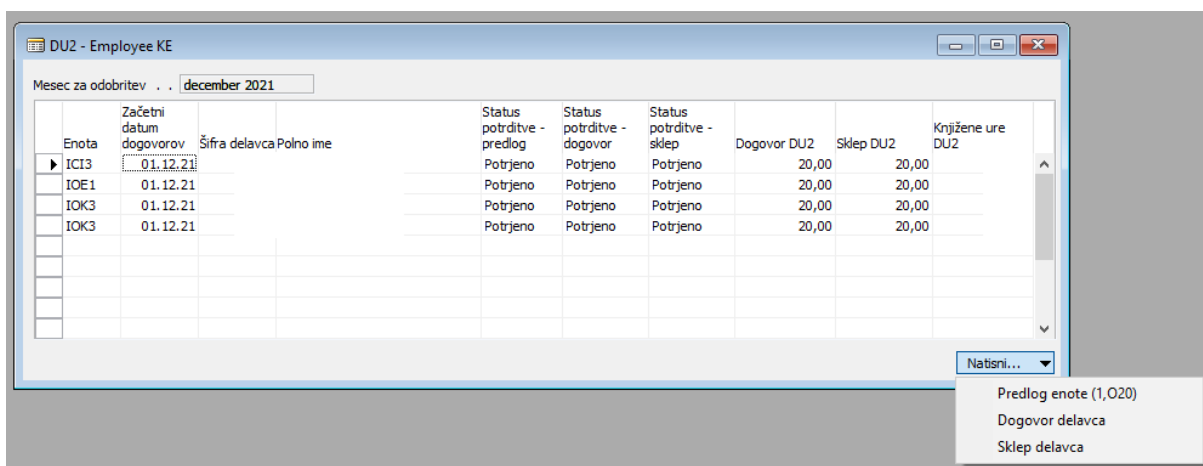 DU2 - Employee KE
Mesec za odobritev . . december 2021
Enota Začetni datum dogovorov Šifra delavca Polno ime Status potrditve - predlog Status potrditve - dogovor Status potrditve - sklep Dogovor DU2 Sklep DU2 Knjižene ure DU2
ICI3 01.12.21 Potrjeno Potrjeno Potrjeno 20,00 20,00
IOE1 01.12.21 Potrjeno Potrjeno Potrjeno 20,00 20,00
IOK3 01.12.21 Potrjeno Potrjeno Potrjeno 20,00 20,00
IOK3 01.12.21 Potrjeno Potrjeno Potrjeno 20,00 20,00
Natisni...
Predlog enote (1,O20)
Dogovor delavca
Sklep delavca